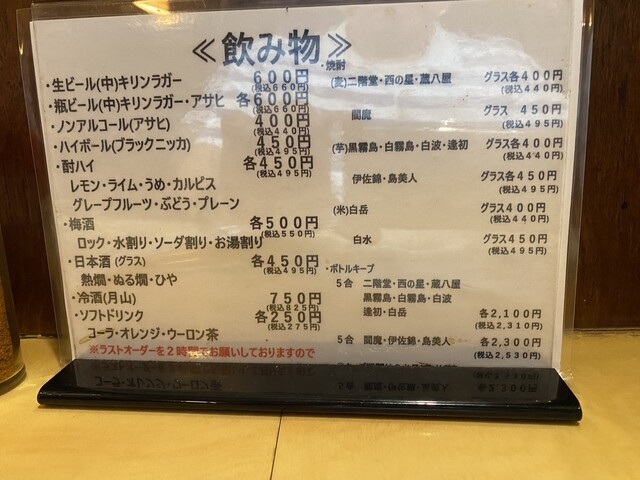 ≪飲み物≫
・生ビール(中)キリンラガー 600円
(税込660円)
・瓶ビール(中)キリンラガー・アサヒ 各600円
(税込660円)
・ノンアルコール(アサヒ) 400円
(税込440円)
・ハイボール(ブラックニッカ) 450円
(税込495円)
・酎ハイ 各450円
(税込495円)
レモン・ライム・うめ・カルピス
グレープフルーツ・ぶどう・プレーン
・梅酒 各500円
(税込550円)
ロック・水割り・ソーダ割り・お湯割り
・日本酒(グラス) 各450円
(税込495円)
熱燗・ぬる燗・ひや
・冷酒(月山) 750円
(税込825円)
・ソフトドリンク 各250円
(税込275円)
コーラ・オレンジ・ウーロン茶
※ラストオーダーを2時間でお願いしておりますので
・焼酎
(麦)二階堂・西の星・蔵八屋 グラス各400円
(税込440円)
閻魔 グラス 450円
(税込495円)
(芋)黒霧島・白霧島・白波・逢初 グラス各400円
(税込440円)
伊佐錦・島美人 グラス各450円
(税込495円)
(米)白岳 グラス400円
(税込440円)
白水 グラス450円
(税込495円)
・ボトルキープ
5合 二階堂・西の星・蔵八屋
黒霧島・白霧島・白波
逢初・白岳 各2,100円
(税込2,310円)
5合 閻魔・伊佐錦・島美人 各2,300円
(税込2,530円)